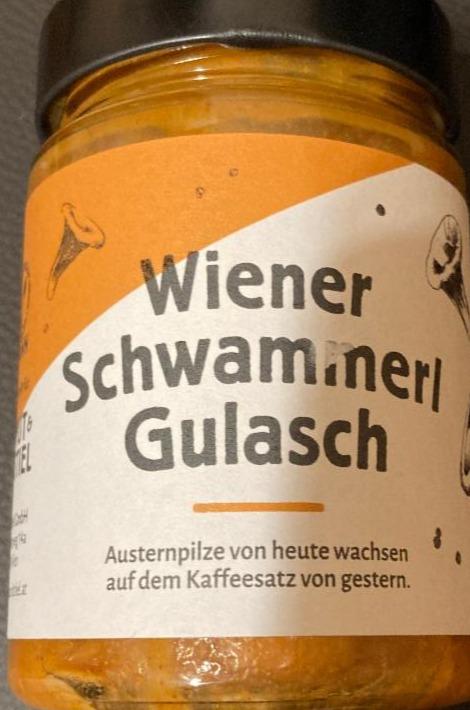 Wiener
Schwammerl
Gulasch
Austernpilze von heute wachsen
auf dem Kaffeesatz von gestern.